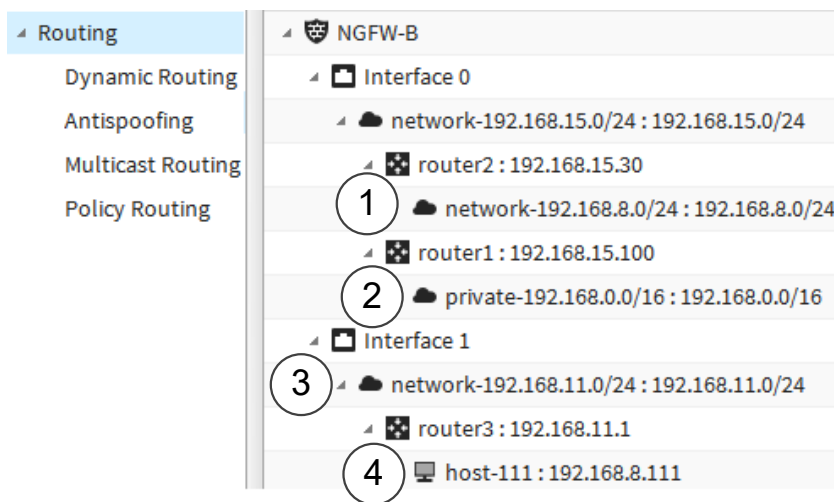 Routing
Dynamic Routing
Antispoofing
Multicast Routing
Policy Routing
NGFW-B
Interface 0
network-192.168.15.0/24 : 192.168.15.0/24
router2 : 192.168.15.30
1 network-192.168.8.0/24 : 192.168.8.0/24
router1 : 192.168.15.100
2 private-192.168.0.0/16 : 192.168.0.0/16
Interface 1
3 network-192.168.11.0/24 : 192.168.11.0/24
router3 : 192.168.11.1
4 host-111 : 192.168.8.111